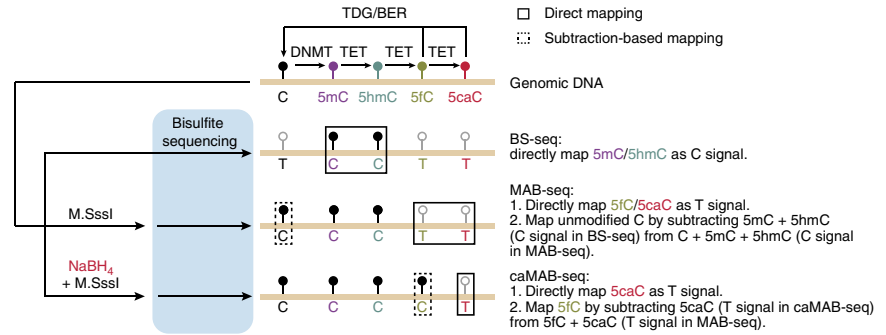 TDG/BER
Direct mapping
Subtraction-based mapping
DNMT TET TET TET
C 5mC 5hmC 5fC 5caC
Genomic DNA
Bisulfite
sequencing
T C C T T
BS-seq:
directly map 5mC/5hmC as C signal.
M.SssI
C C C T T
MAB-seq:
1. Directly map 5fC/5caC as T signal.
2. Map unmodified C by subtracting 5mC + 5hmC
(C signal in BS-seq) from C + 5mC + 5hmC (C signal
in MAB-seq).
NaBH4
+ M.SssI
C C C C T
caMAB-seq:
1. Directly map 5caC as T signal.
2. Map 5fC by subtracting 5caC (T signal in caMAB-seq)
from 5fC + 5caC (T signal in MAB-seq).